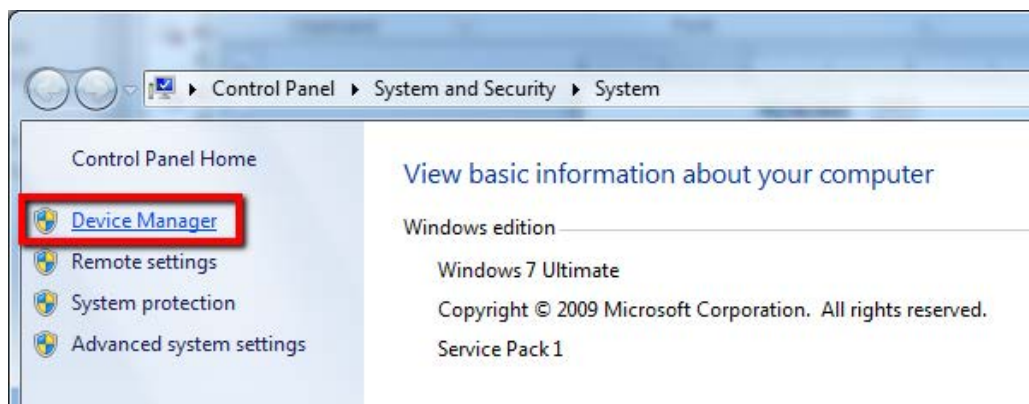 Control Panel ▸ System and Security ▸ System
Control Panel Home
Device Manager
Remote settings
System protection
Advanced system settings
View basic information about your computer
Windows edition
Windows 7 Ultimate
Copyright © 2009 Microsoft Corporation. All rights reserved.
Service Pack 1